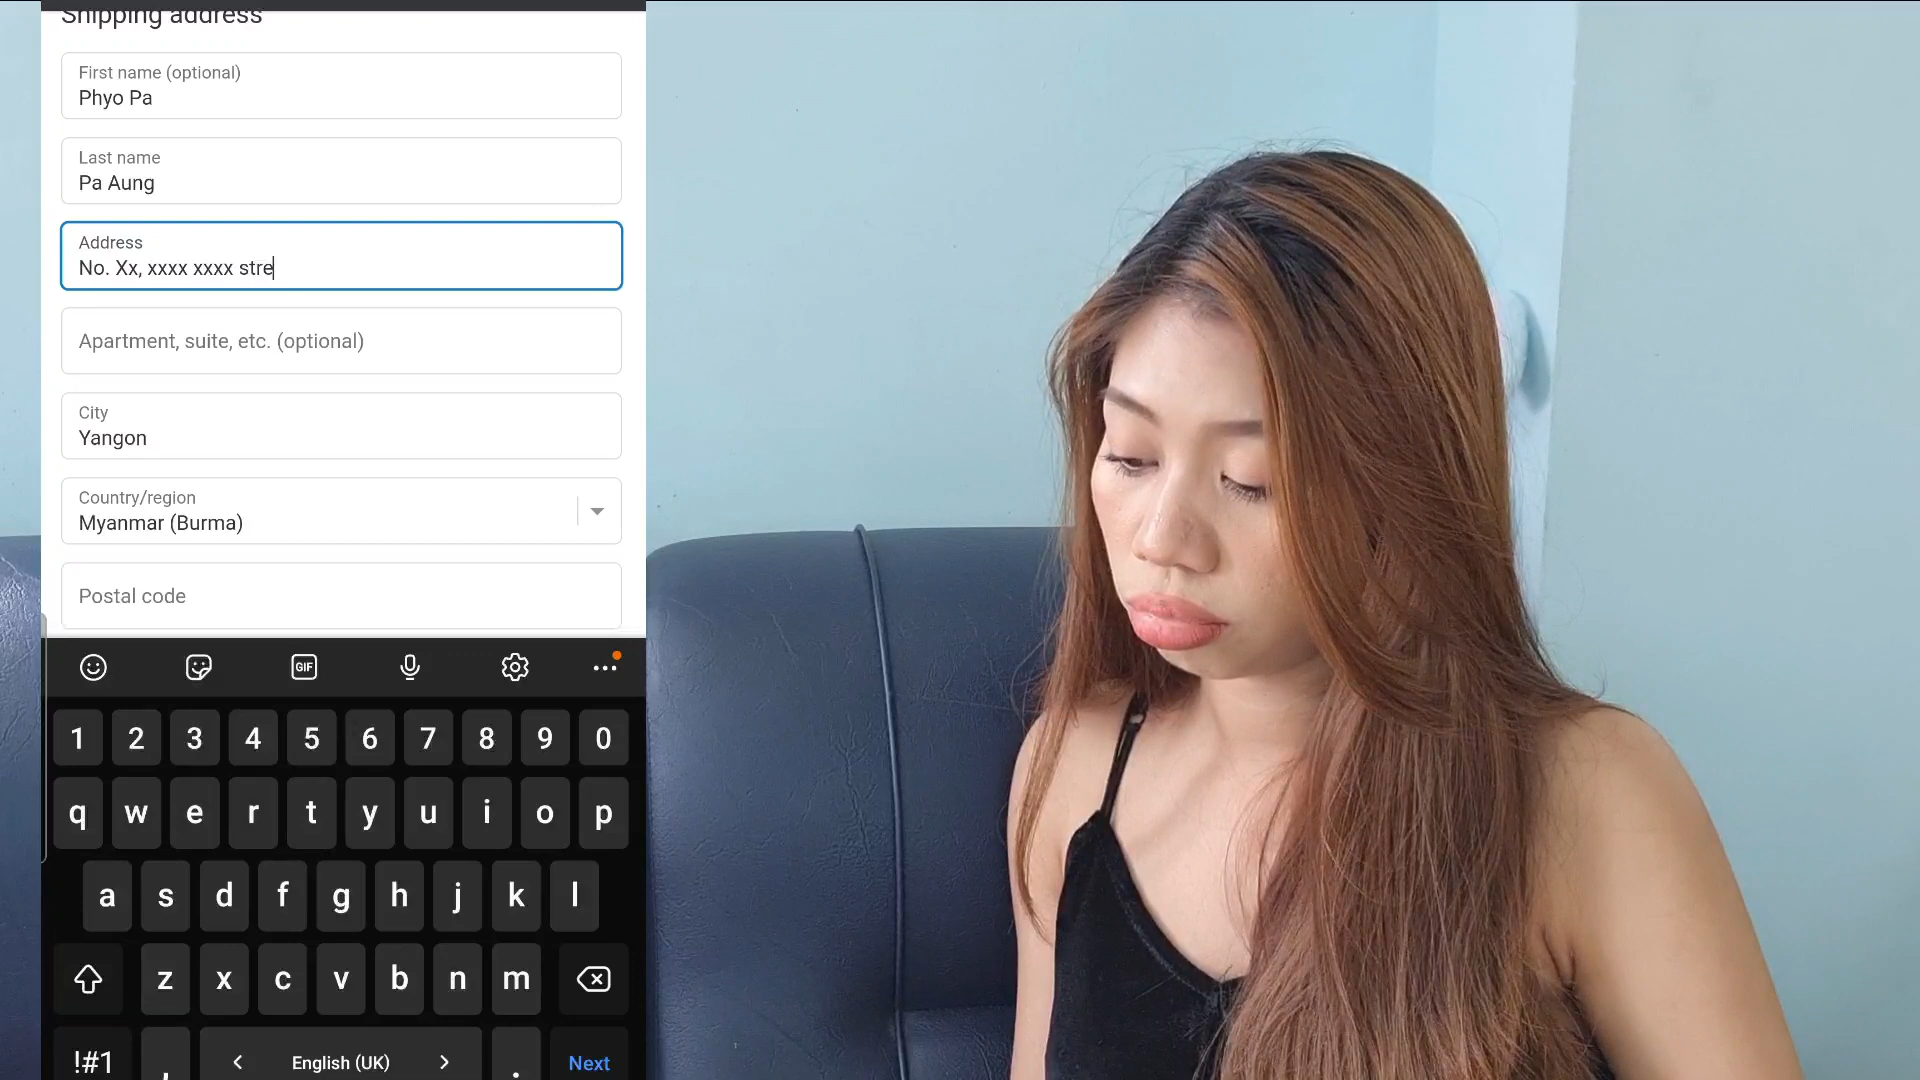 Shipping address
First name (optional)
Phyo Pa
Last name
Pa Aung
Address
No. Xx, xxxx xxxx stre
Apartment, suite, etc. (optional)
City
Yangon
Country/region
Myanmar (Burma)
Postal code
GIF
1 2 3 4 5 6 7 8 9 0
q w e r t y u i o p
a s d f g h j k l
z x c v b n m
!#1 , < English (UK) > . Next